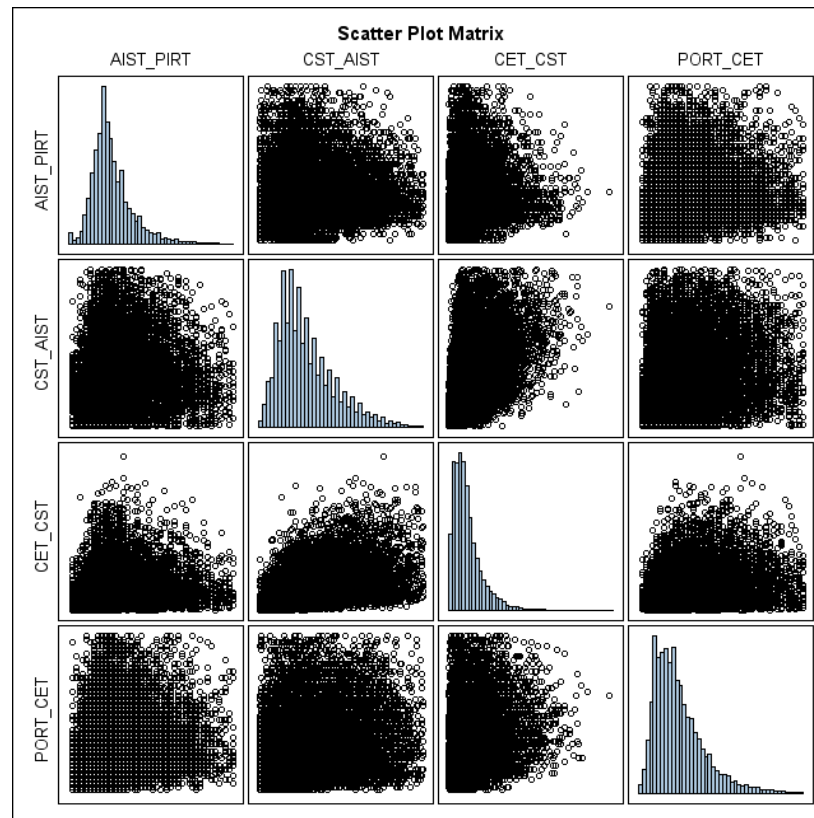 Scatter Plot Matrix
AIST_PIRT CST_AIST CET_CST PORT_CET
AIST_PIRT
CST_AIST
CET_CST
PORT_CET